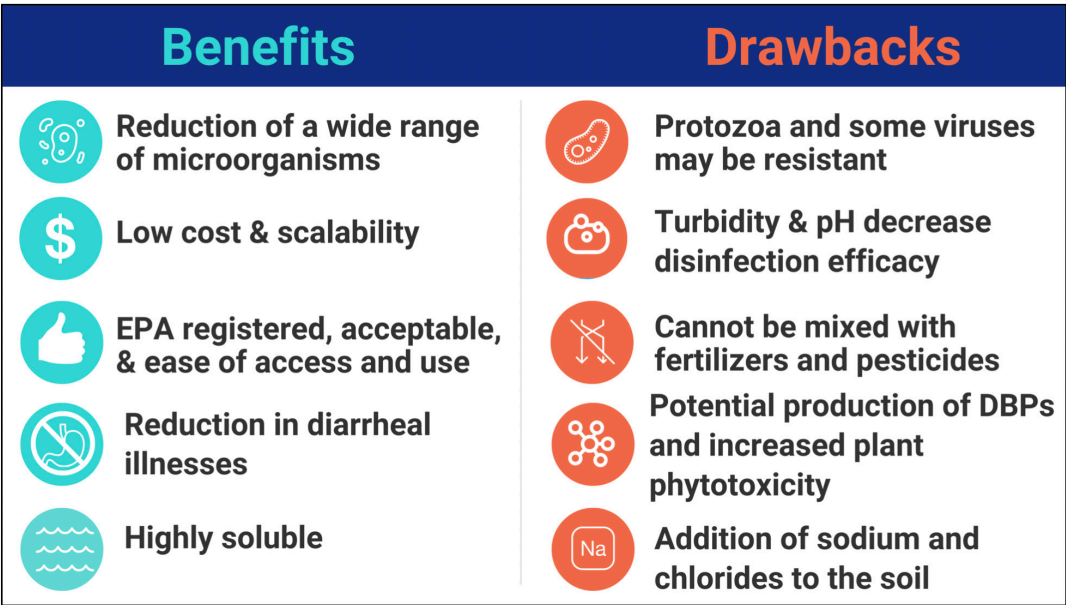 Benefits
Reduction of a wide range
of microorganisms
$
Low cost & scalability
EPA registered, acceptable,
& ease of access and use
Reduction in diarrheal
illnesses
Highly soluble
Drawbacks
Protozoa and some viruses
may be resistant
Turbidity & pH decrease
disinfection efficacy
Cannot be mixed with
fertilizers and pesticides
Potential production of DBPs
and increased plant
phytotoxicity
Na
Addition of sodium and
chlorides to the soil